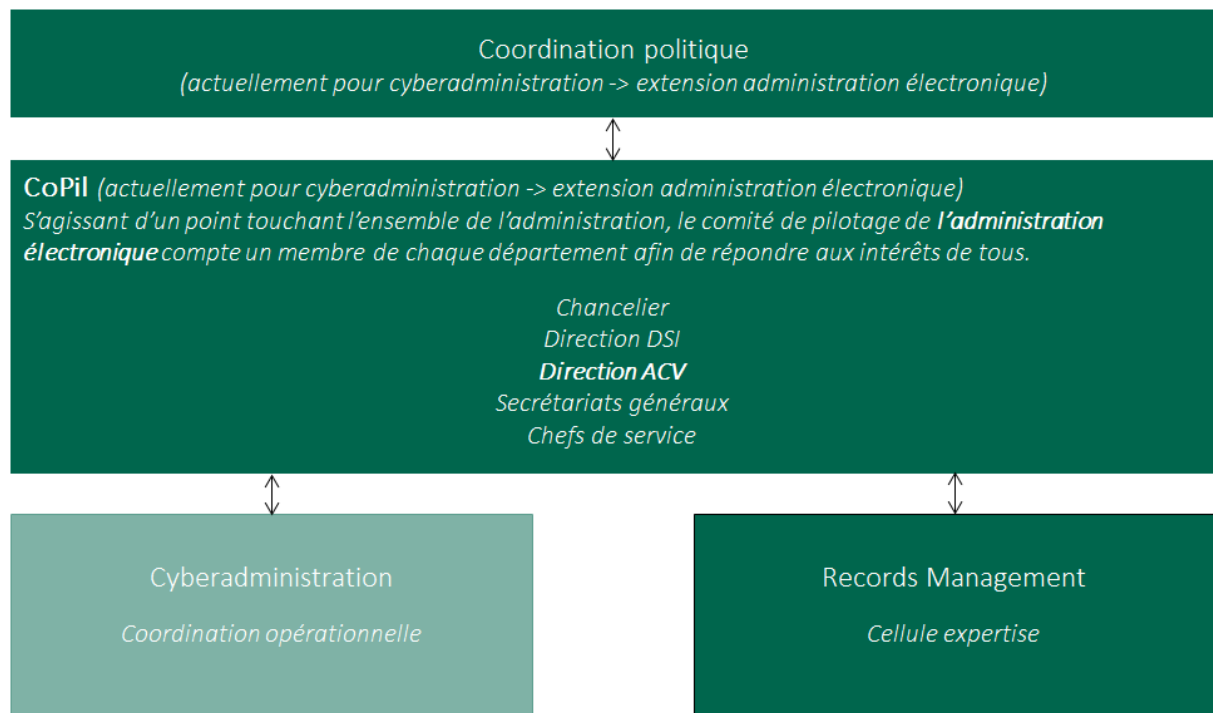 Coordination politique
(actuellement pour cyberadministration -> extension administration électronique)
CoPil (actuellement pour cyberadministration -> extension administration électronique)
S’agissant d’un point touchant l’ensemble de l’administration, le comité de pilotage de l’administration
électronique compte un membre de chaque département afin de répondre aux intérêts de tous.
Chancelier
Direction DSI
Direction ACV
Secrétariats généraux
Chefs de service
Cyberadministration
Coordination opérationnelle
Records Management
Cellule expertise